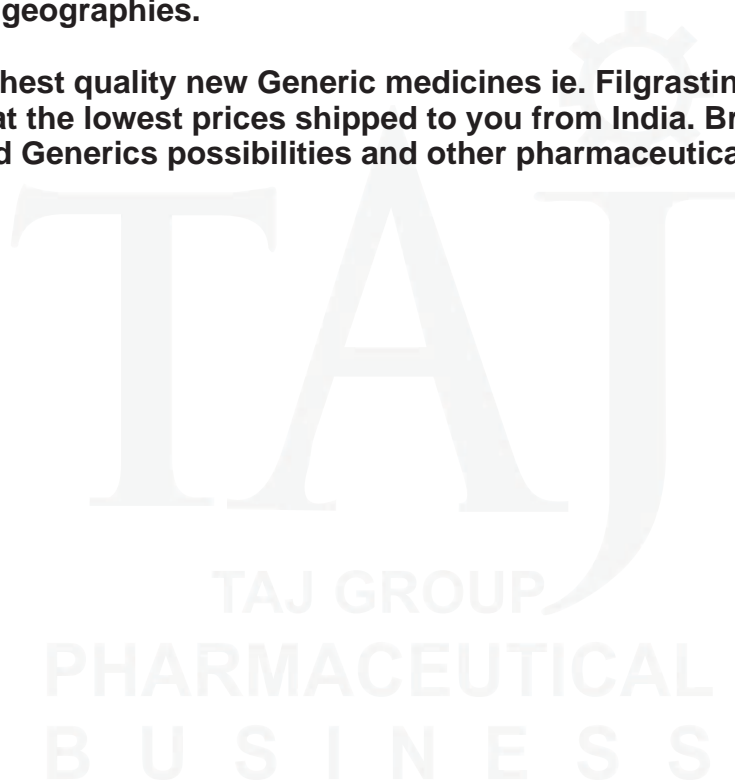 geographies.
hest quality new Generic medicines ie. Filgrastin
at the lowest prices shipped to you from India. Br
d Generics possibilities and other pharmaceutica
TAJ
TAJ GROUP
PHARMACEUTICAL
BUSINESS